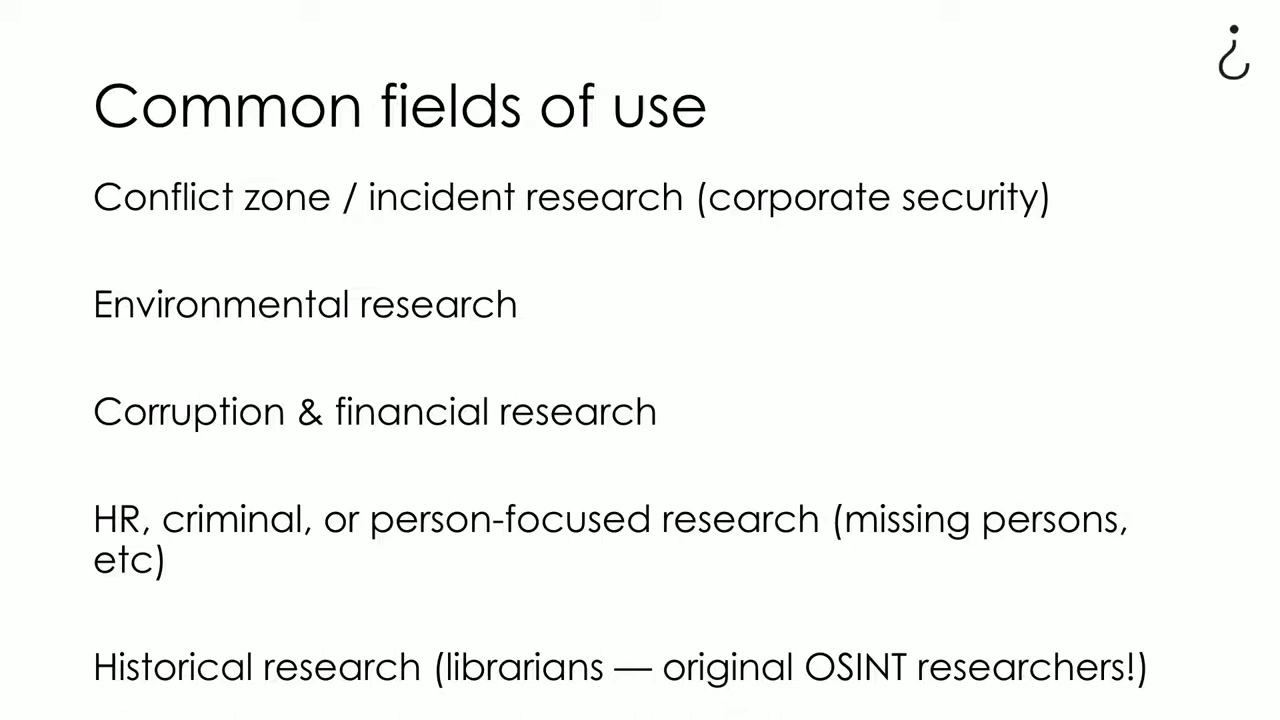 ¿
Common fields of use
Conflict zone / incident research (corporate security)
Environmental research
Corruption & financial research
HR, criminal, or person-focused research (missing persons,
etc)
Historical research (librarians — original OSINT researchers!)